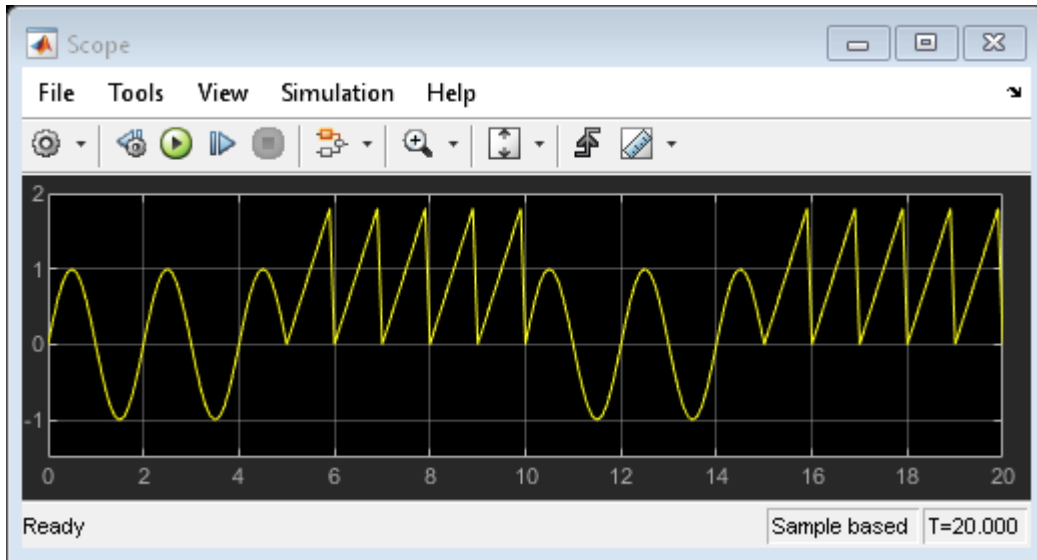 Scope
File Tools View Simulation Help
2
1
0
-1
0 2 4 6 8 10 12 14 16 18 20
Ready Sample based T=20.000